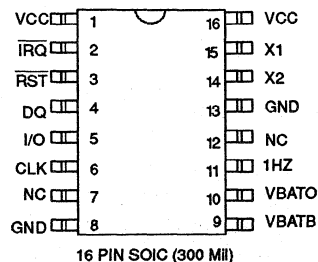 VCC 1 16 VCC
IRQ 2 15 X1
RST 3 14 X2
DQ 4 13 GND
I/O 5 12 NC
CLK 6 11 1HZ
NC 7 10 VBATO
GND 8 9 VBATB
16 PIN SOIC (300 Mil)